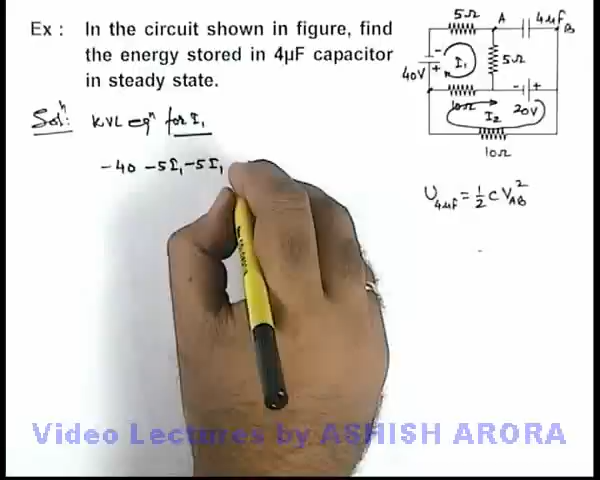 Ex : In the circuit shown in figure, find
the energy stored in 4μF capacitor
in steady state.
Solⁿ: KVL eqⁿ for I₁
-40 -5I₁ -5I₁
5Ω A 4μF
B
- + I₁ 5Ω
40V
10Ω - +
I₂ 20V
10Ω
U₄μF = ½ C V_AB²
Video Lectures by ASHISH ARORA